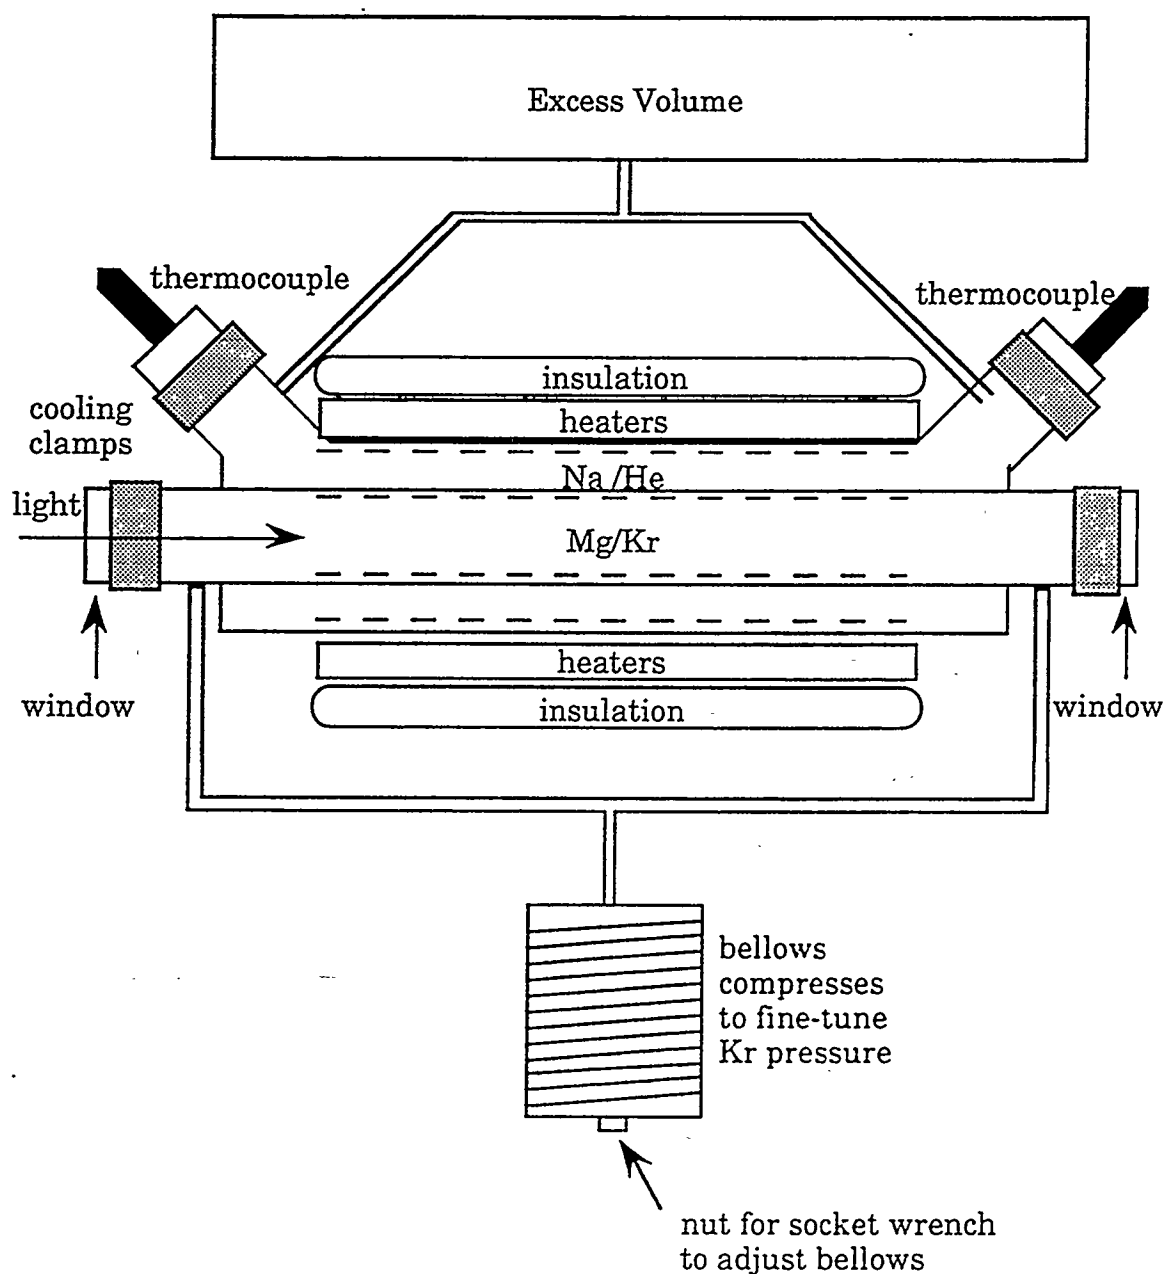 Excess Volume
thermocouple
thermocouple
insulation
cooling
clamps
heaters
Na/He
light
Mg/Kr
heaters
window
insulation
window
bellows
compresses
to fine-tune
Kr pressure
nut for socket wrench
to adjust bellows